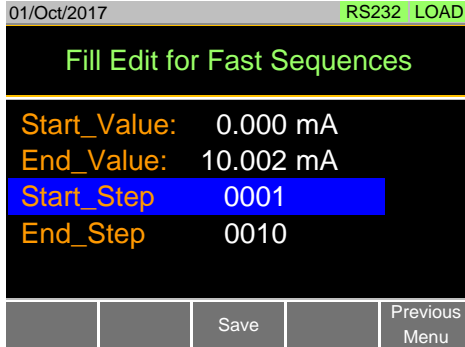 01/Oct/2017 RS232 LOAD
Fill Edit for Fast Sequences
Start_Value: 0.000 mA
End_Value: 10.002 mA
Start_Step 0001
End_Step 0010
Save
Previous
Menu